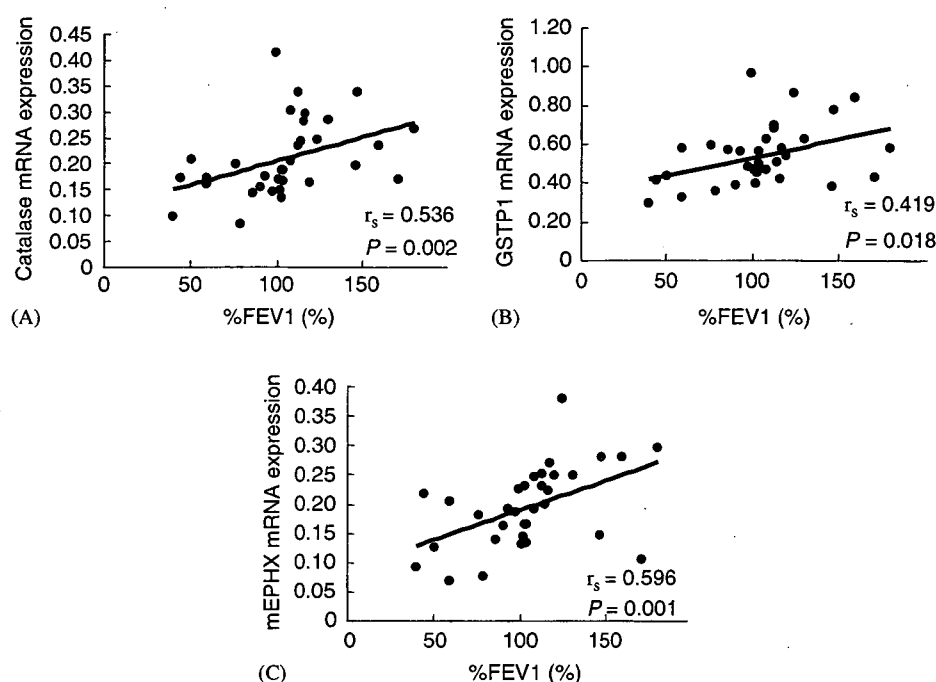 (A)
Catalase mRNA expression
0.45
0.40
0.35
0.30
0.25
0.20
0.15
0.10
0.05
0
0 50 100 150
%FEV1 (%)
rs = 0.536
P = 0.002
(B)
GSTP1 mRNA expression
1.20
1.00
0.80
0.60
0.40
0.20
0.00
0 50 100 150
%FEV1 (%)
rs = 0.419
P = 0.018
(C)
mEPHX mRNA expression
0.40
0.35
0.30
0.25
0.20
0.15
0.10
0.05
0
0 50 100 150
%FEV1 (%)
rs = 0.596
P = 0.001